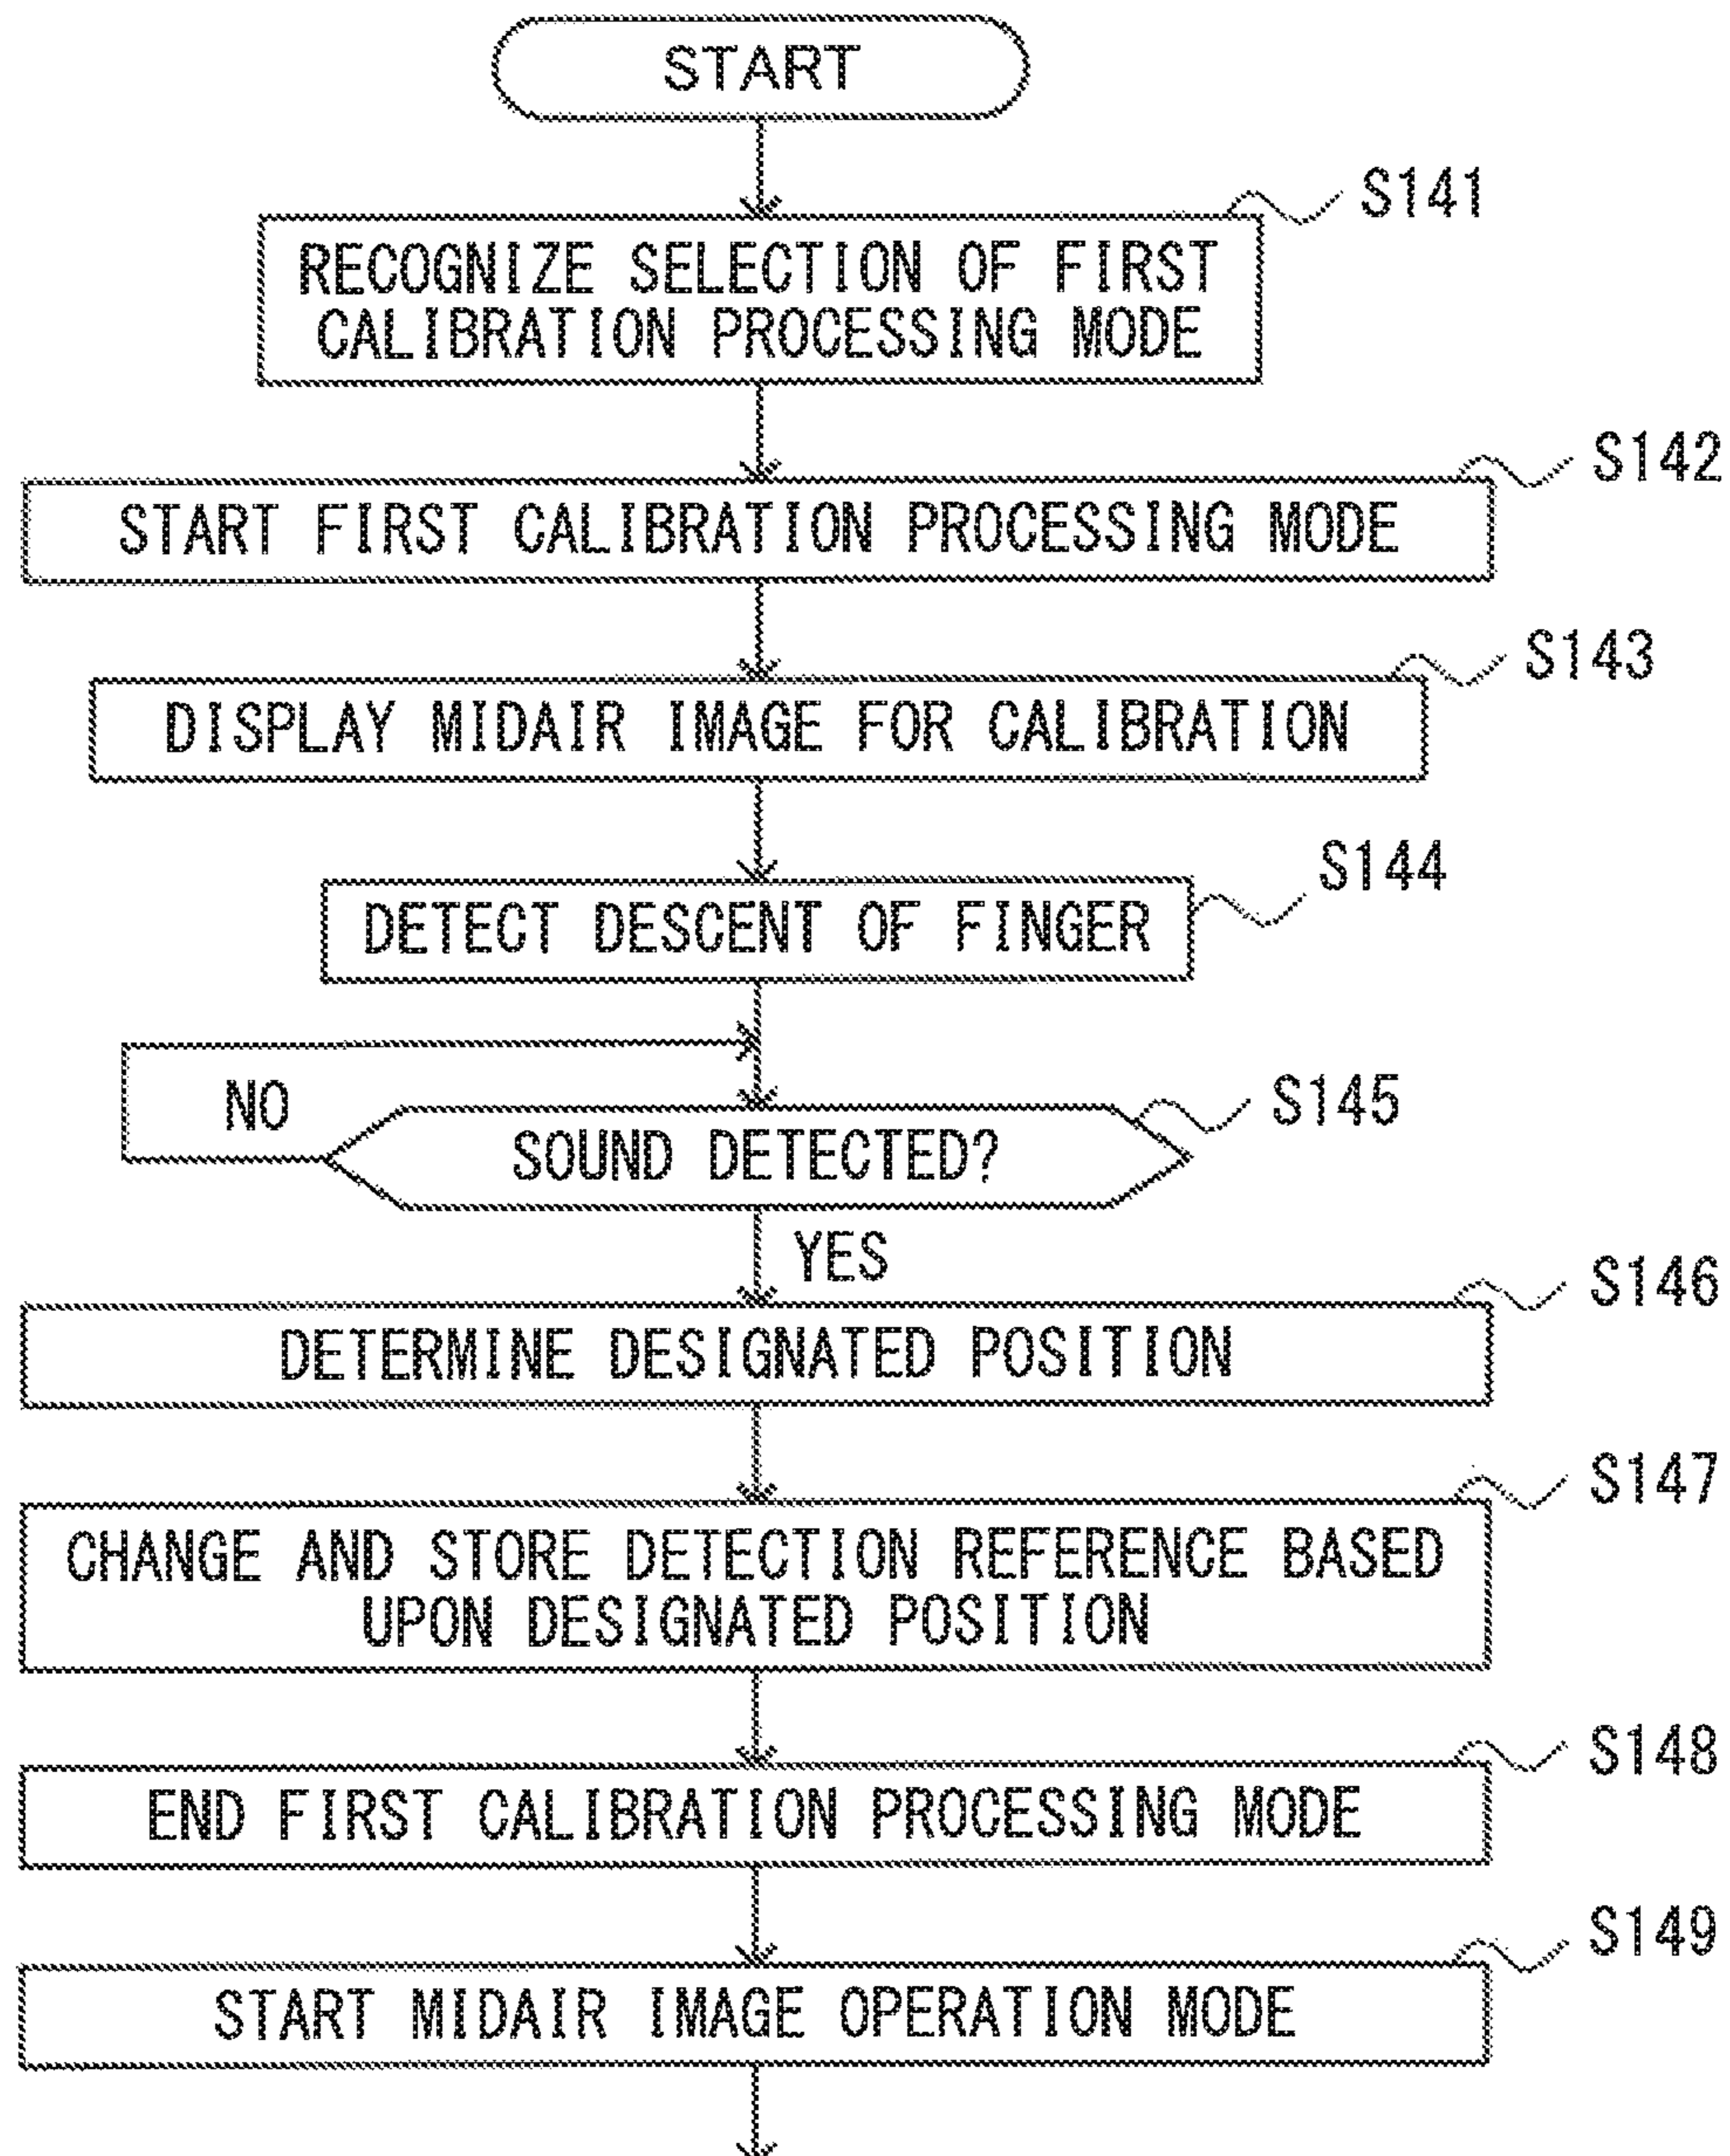 START
S141
RECOGNIZE SELECTION OF FIRST
CALIBRATION PROCESSING MODE
S142
START FIRST CALIBRATION PROCESSING MODE
S143
DISPLAY MIDAIR IMAGE FOR CALIBRATION
S144
DETECT DESCENT OF FINGER
NO
S145
SOUND DETECTED?
YES
S146
DETERMINE DESIGNATED POSITION
S147
CHANGE AND STORE DETECTION REFERENCE BASED
UPON DESIGNATED POSITION
S148
END FIRST CALIBRATION PROCESSING MODE
S149
START MIDAIR IMAGE OPERATION MODE